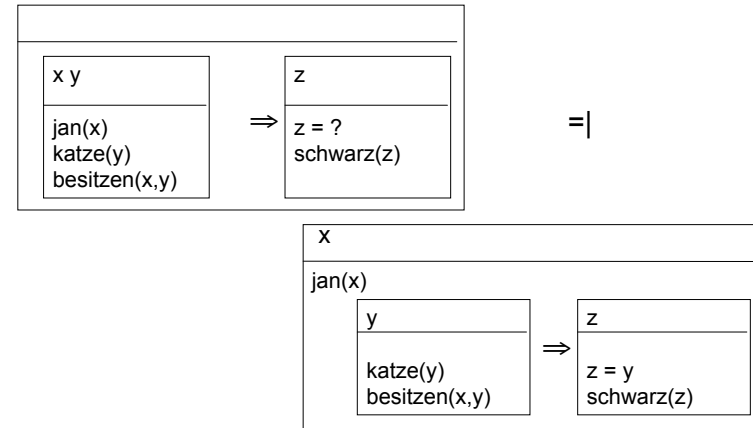 x y
jan(x)
katze(y)
besitzen(x,y)
⇒
z
z = ?
schwarz(z)
=|
x
jan(x)
y
katze(y)
besitzen(x,y)
⇒
z
z = y
schwarz(z)